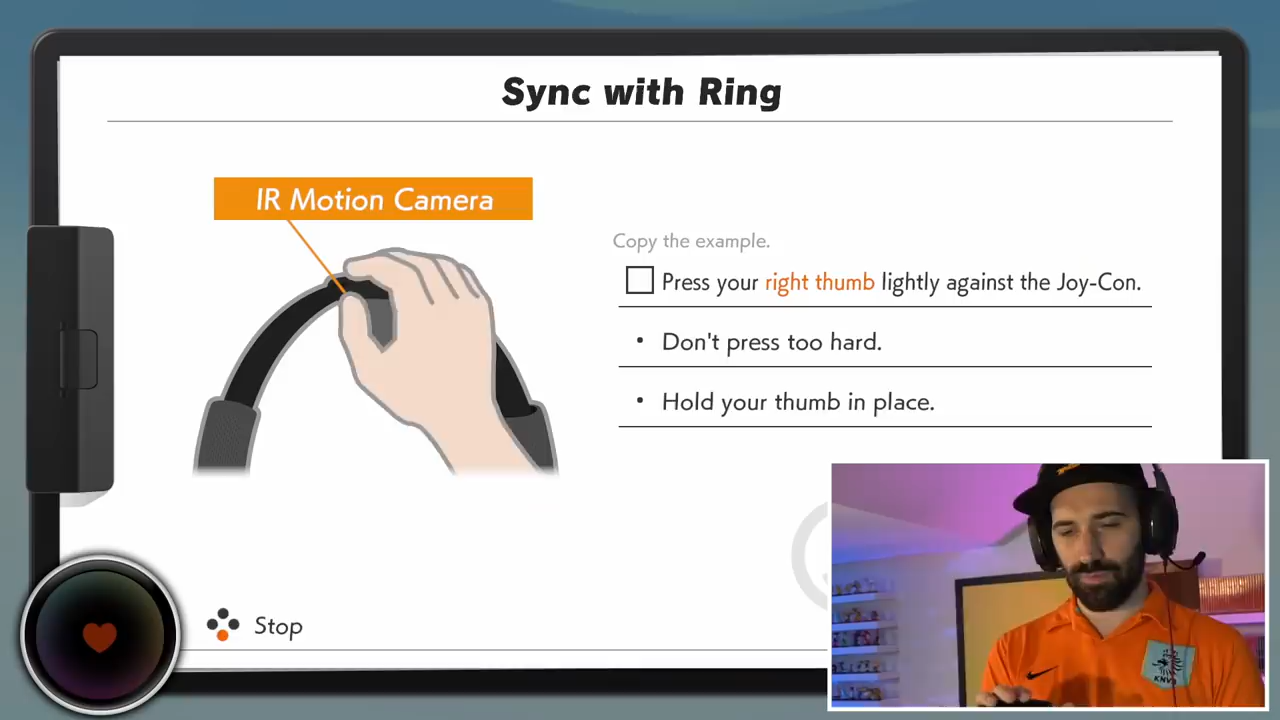 Sync with Ring
IR Motion Camera
Copy the example.
Press your right thumb lightly against the Joy-Con.
• Don't press too hard.
• Hold your thumb in place.
Stop
KNVB